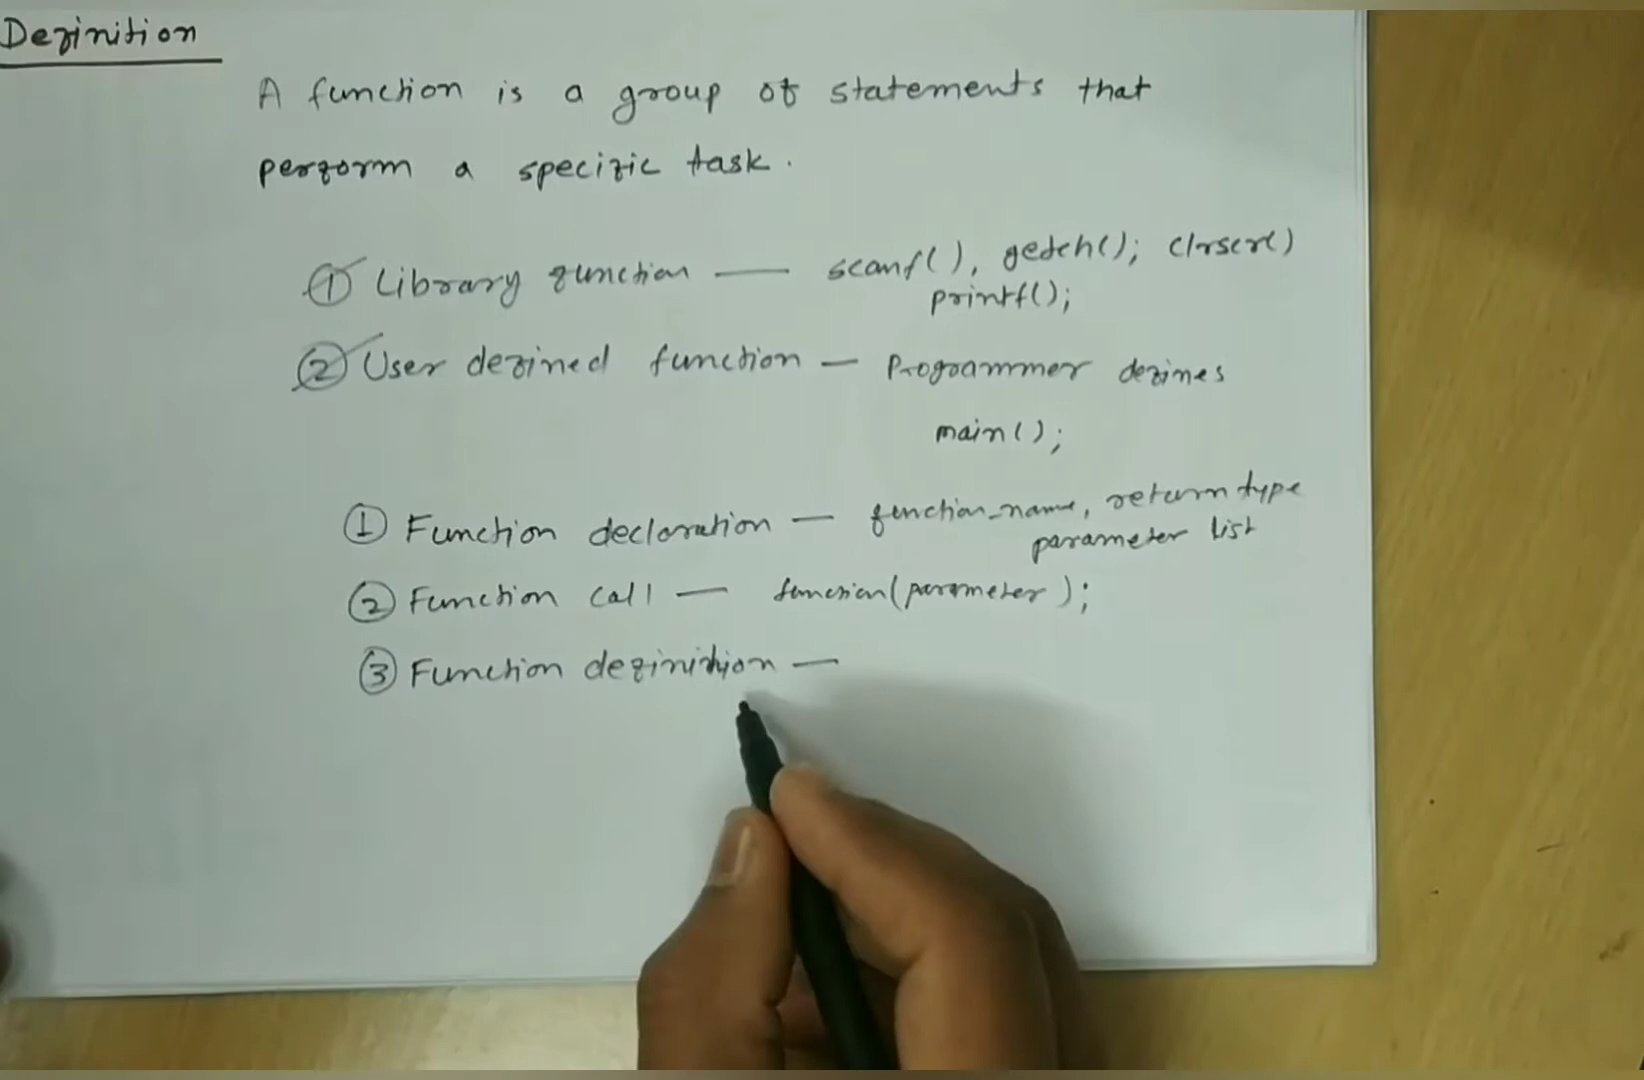 Definition
A function is a group of statements that
perform a specific task.
① Library function — scanf(), getch(); clrscr()
printf();
② User defined function — Programmer defines
main();
① Function declaration — function_name, return type
parameter list
② Function call — function(parameter);
③ Function definition —